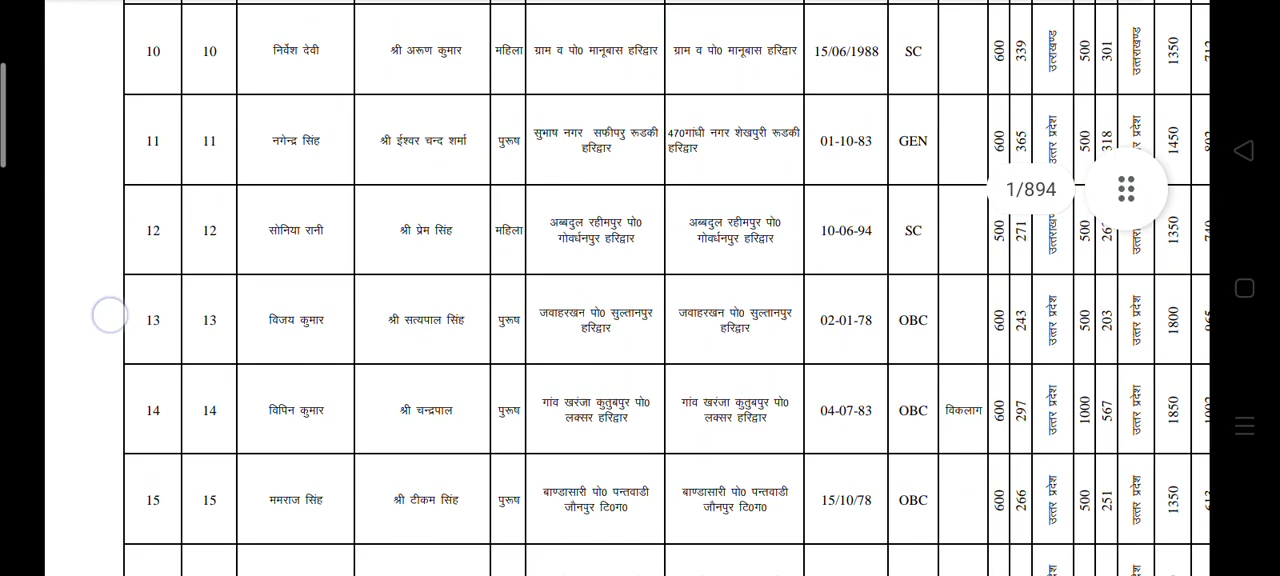 10 10 निर्वेश देवी श्री अरूण कुमार महिला ग्राम व पो0 मानूबास हरिद्वार ग्राम व पो0 मानूबास हरिद्वार 15/06/1988 SC 600 339 उत्तराखण्ड 500 301 उत्तराखण्ड 1350
11 11 नगेन्द्र सिंह श्री ईश्वर चन्द शर्मा पुरूष सुभाष नगर सफीपरु रूडकी 470गांधी नगर शेखपुरी रूडकी 01-10-83 GEN 600 365 उत्तर प्रदेश 500 318 1450
हरिद्वार हरिद्वार
1/894
12 12 सोनिया रानी श्री प्रेम सिंह महिला अब्बदुल रहीमपुर पो0 अब्बदुल रहीमपुर पो0 10-06-94 SC 500 271 500 1350
गोवर्धनपुर हरिद्वार गोवर्धनपुर हरिद्वार
13 13 विजय कुमार श्री सत्यपाल सिंह पुरूष जवाहरखन पो0 सुल्तानपुर जवाहरखन पो0 सुल्तानपुर 02-01-78 OBC 600 243 उत्तर प्रदेश 500 203 उत्तर प्रदेश 1800
हरिद्वार हरिद्वार
14 14 विपिन कुमार श्री चन्द्रपाल पुरूष गांव खरंजा कुतुबपुर पो0 गांव खरंजा कुतुबपुर पो0 04-07-83 OBC विकलाग 600 297 उत्तर प्रदेश 1000 567 उत्तर प्रदेश 1850
लक्सर हरिद्वार लक्सर हरिद्वार
15 15 ममराज सिंह श्री टीकम सिंह पुरूष बाण्डासारी पो0 पन्तवाडी बाण्डासारी पो0 पन्तवाडी 15/10/78 OBC 600 266 उत्तर प्रदेश 500 251 उत्तर प्रदेश 1350
जौनपुर टि0ग0 जौनपुर टि0ग0